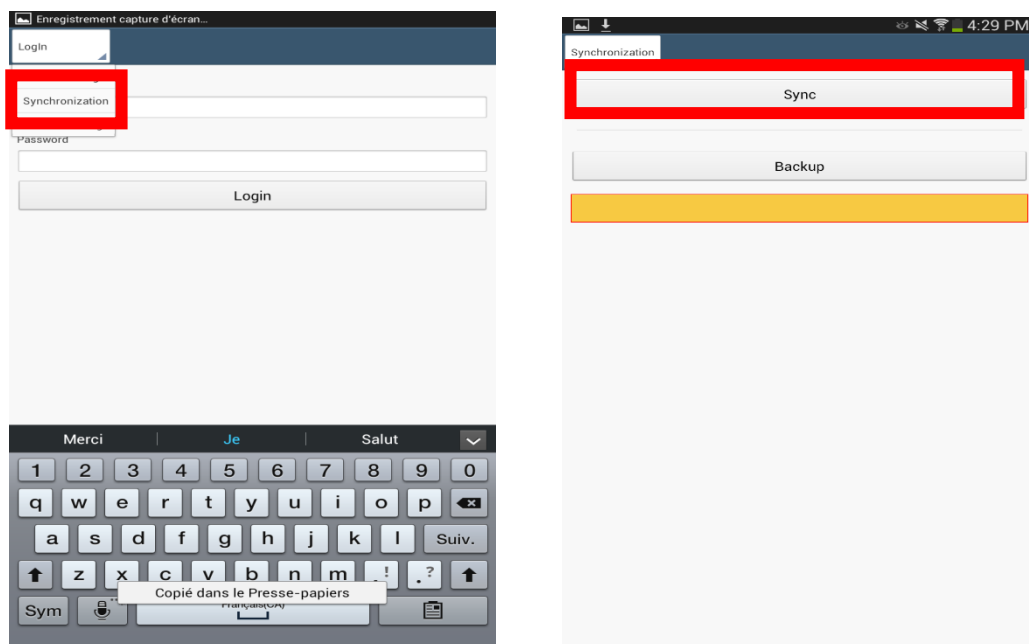 Enregistrement capture d'écran...
LogIn
Synchronization
Password
Login
Merci Je Salut
1 2 3 4 5 6 7 8 9 0
q w e r t y u i o p
a s d f g h j k l Suiv.
z x c v b n m , ! . ?
Copié dans le Presse-papiers
Sym Français(CA)
4:29 PM
Synchronization
Sync
Backup